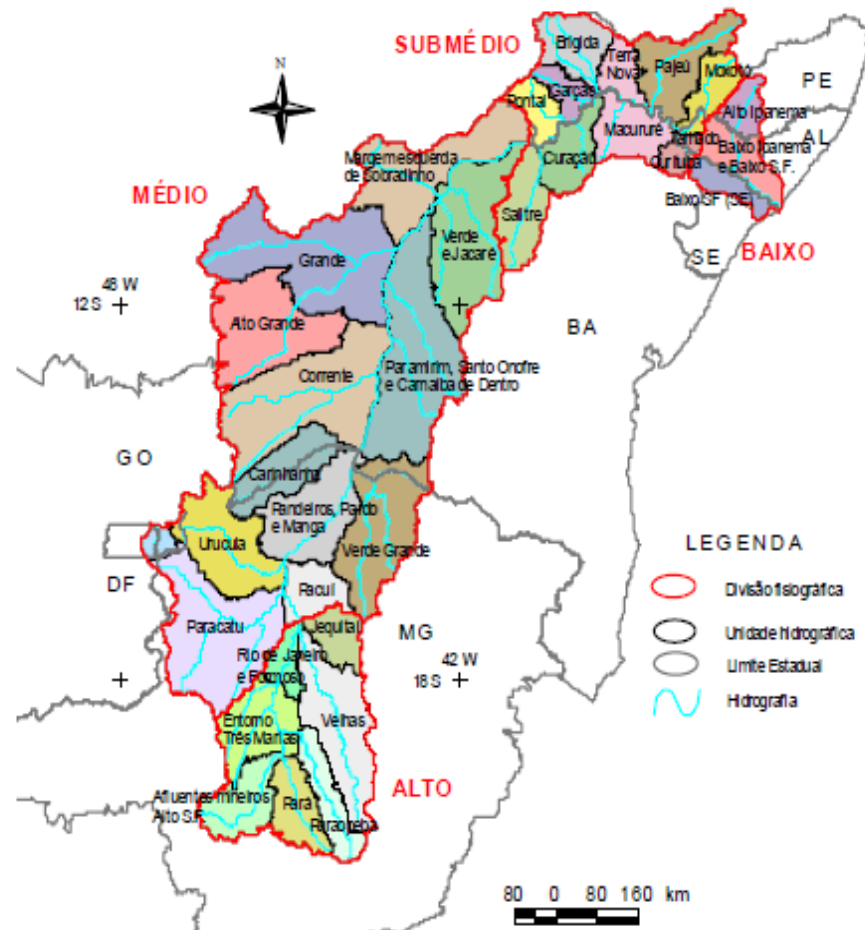 N
SUBMÉDIO
Brigida
Terra
Nova
Pajeú
Moxotó
PE
Garças
Pontal
Alto Ipanema
AL
Macururé
Curituba
Baixo Ipanema
e Baixo S.F.
Curaçáo
Margem esquerda
de Sobradinho
MÉDIO
Salitre
Baixo SF (SE)
Verde
e Jacaré
BAIXO
Grande
SE
48 W
12 S
Alto Grande
BA
Corrente
Paramirim, Santo Onofre
e Carnaíba de Dentro
GO
Carinhanha
Pandeiros, Pardo
e Manga
Urucuia
Verde Grande
LEGENDA
DF
Pacuí
Divisão fisiográfica
Paracatu
Jequitaí
MG
Unidade hidrográfica
Rio de Janeiro
e Formoso
42 W
18 S
Limite Estadual
Velhas
Hidrografia
Entorno
Três Marias
ALTO
Afluentes mineiros
Alto S.F.
Pará
Paraopeba
80 0 80 160 km